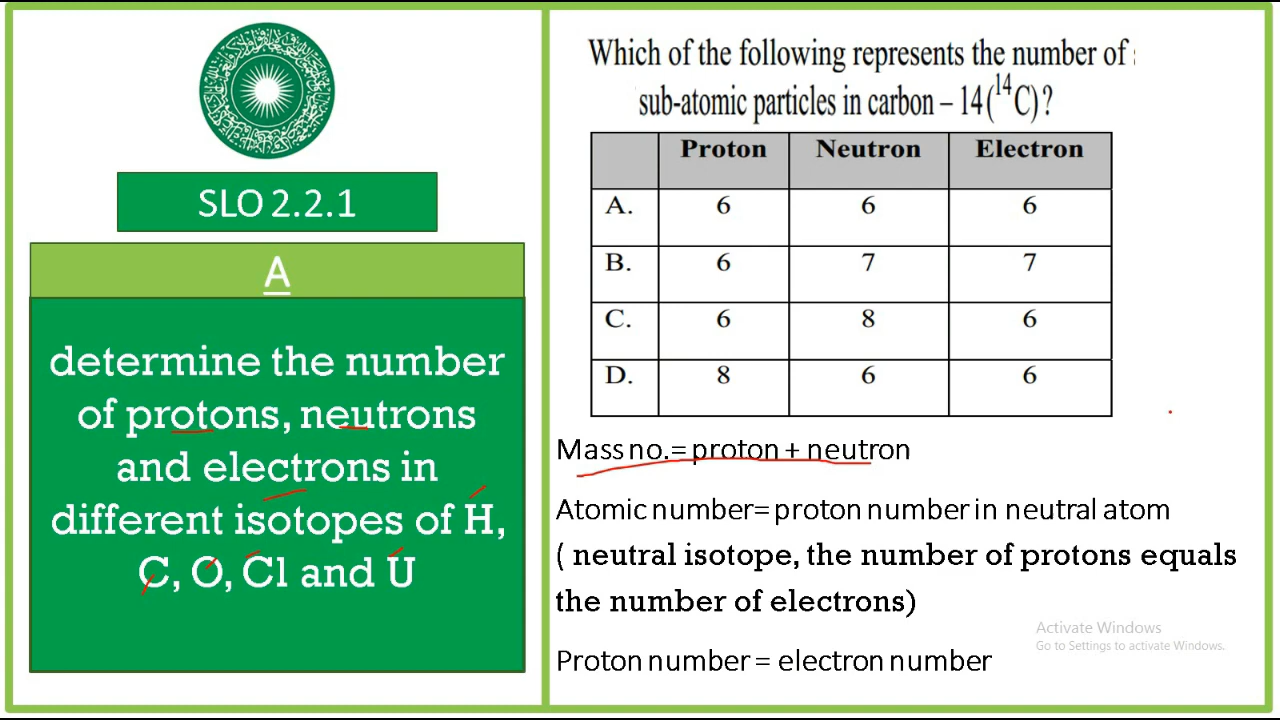 SLO 2.2.1
A
determine the number
of protons, neutrons
and electrons in
different isotopes of H,
C, O, Cl and U
Which of the following represents the number of
sub-atomic particles in carbon – 14(¹⁴C)?
Proton Neutron Electron
A. 6 6 6
B. 6 7 7
C. 6 8 6
D. 8 6 6
Mass no.= proton + neutron
Atomic number= proton number in neutral atom
( neutral isotope, the number of protons equals
the number of electrons)
Proton number = electron number
Activate Windows
Go to Settings to activate Windows.